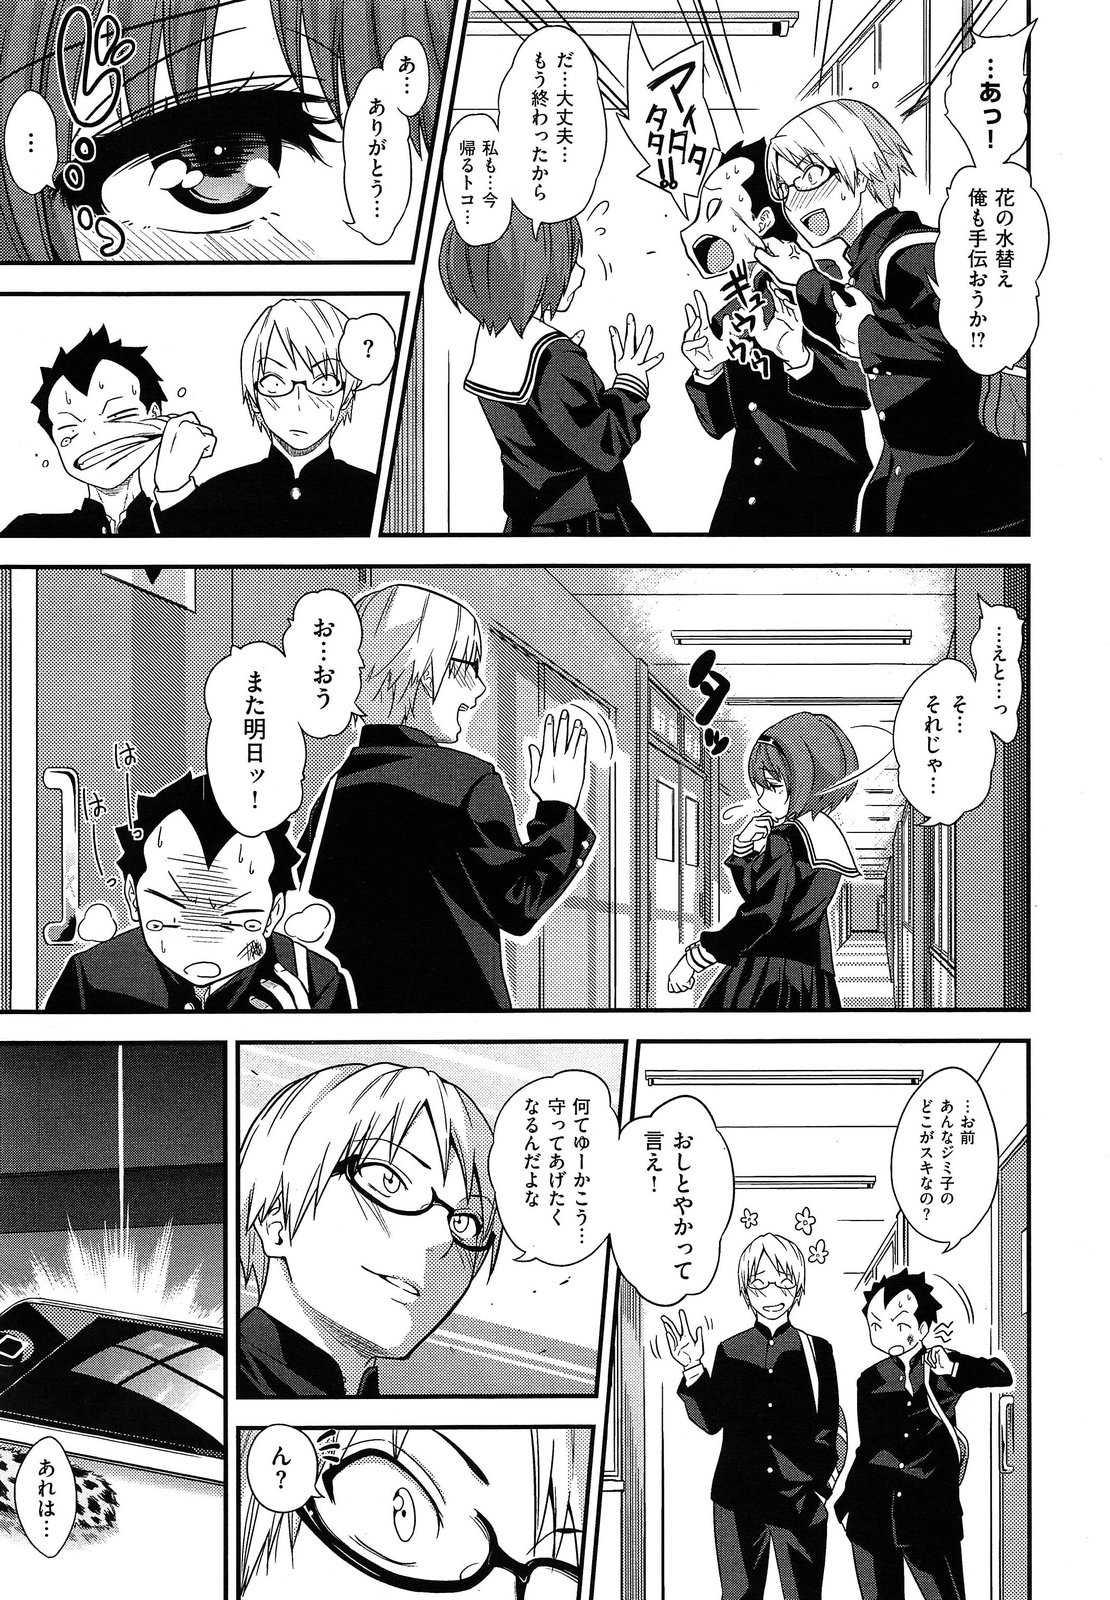 …あっ！
花の水替え
俺も手伝おうか!?
アイ
タタタ
タタ!!
ギュウウウゥ
だ…大丈夫…
もう終わったから
私も…今
帰るトコ…
あ…
ありがとう…
…
？
…えと…っ
そ…
それじゃ…
タッ
お…おう
また明日ッ！
はーっ
はーっ
…お前
あんなジミ子の
どこがスキなの？
おしとやかって
言え！
何てゆーかこう…
守ってあげたく
なるんだよな
ん？
あれは…